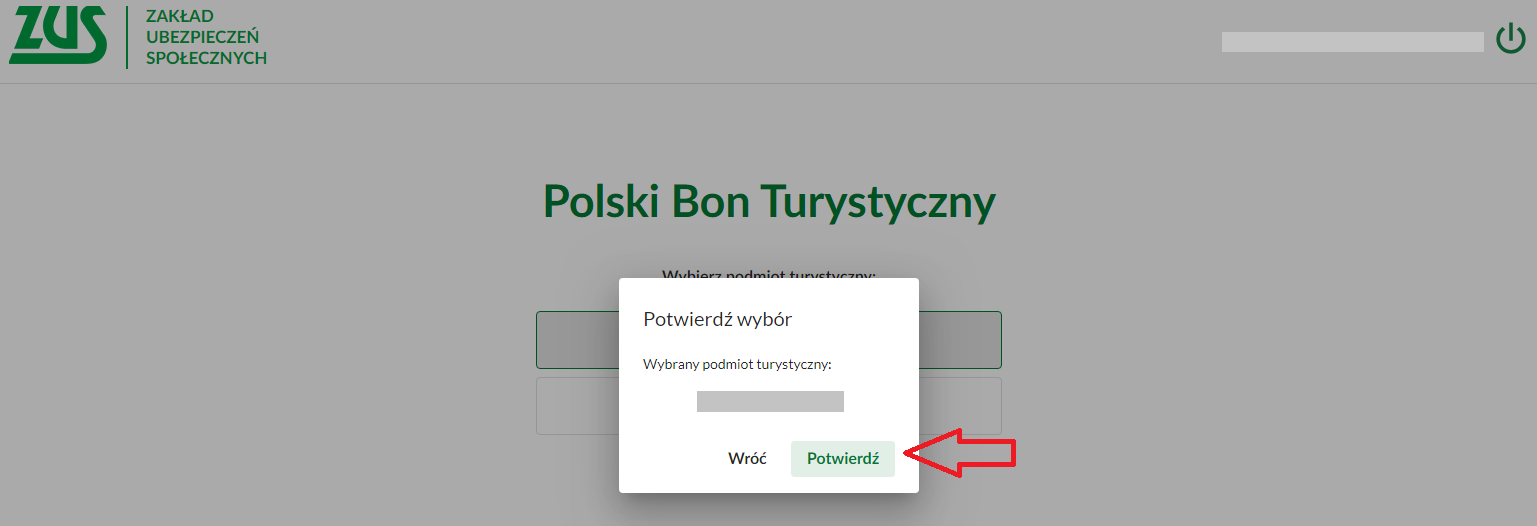 ZUS
ZAKŁAD
UBEZPIECZEŃ
SPOŁECZNYCH
Polski Bon Turystyczny
Wybierz podmiot turystyczny:
Potwierdź wybór
Wybrany podmiot turystyczny:
Wróć
Potwierdź